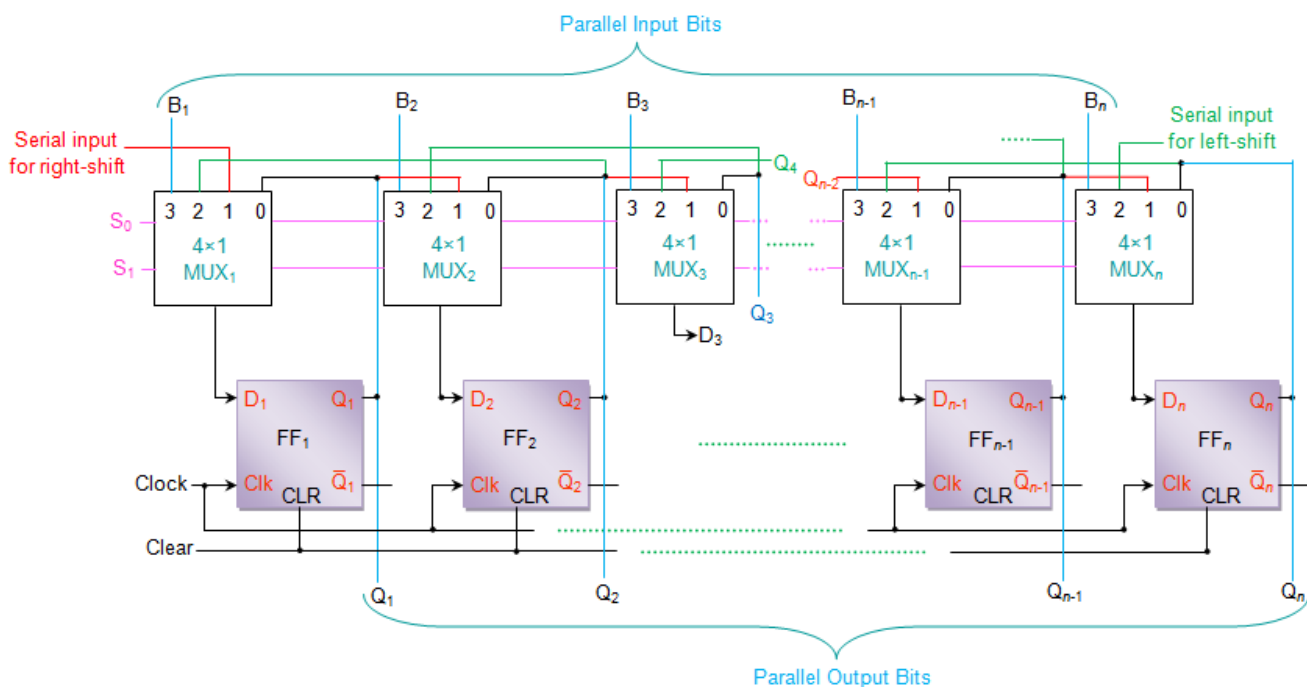 Parallel Input Bits
B₁ B₂ B₃ Bₙ₋₁ Bₙ
Serial input
for right-shift
Serial input
for left-shift
Q₄ Qₙ₋₂
3 2 1 0 3 2 1 0 3 2 1 0 3 2 1 0 3 2 1 0
S₀
4×1 4×1 4×1 4×1 4×1
S₁
MUX₁ MUX₂ MUX₃ MUXₙ₋₁ MUXₙ
Q₃
D₃
D₁ Q₁ D₂ Q₂ Dₙ₋₁ Qₙ₋₁ Dₙ Qₙ
FF₁ FF₂ FFₙ₋₁ FFₙ
Clock Clk Q̅₁ Clk Q̅₂ Clk Q̅ₙ₋₁ Clk Q̅ₙ
CLR CLR CLR CLR
Clear
Q₁ Q₂ Qₙ₋₁ Qₙ
Parallel Output Bits